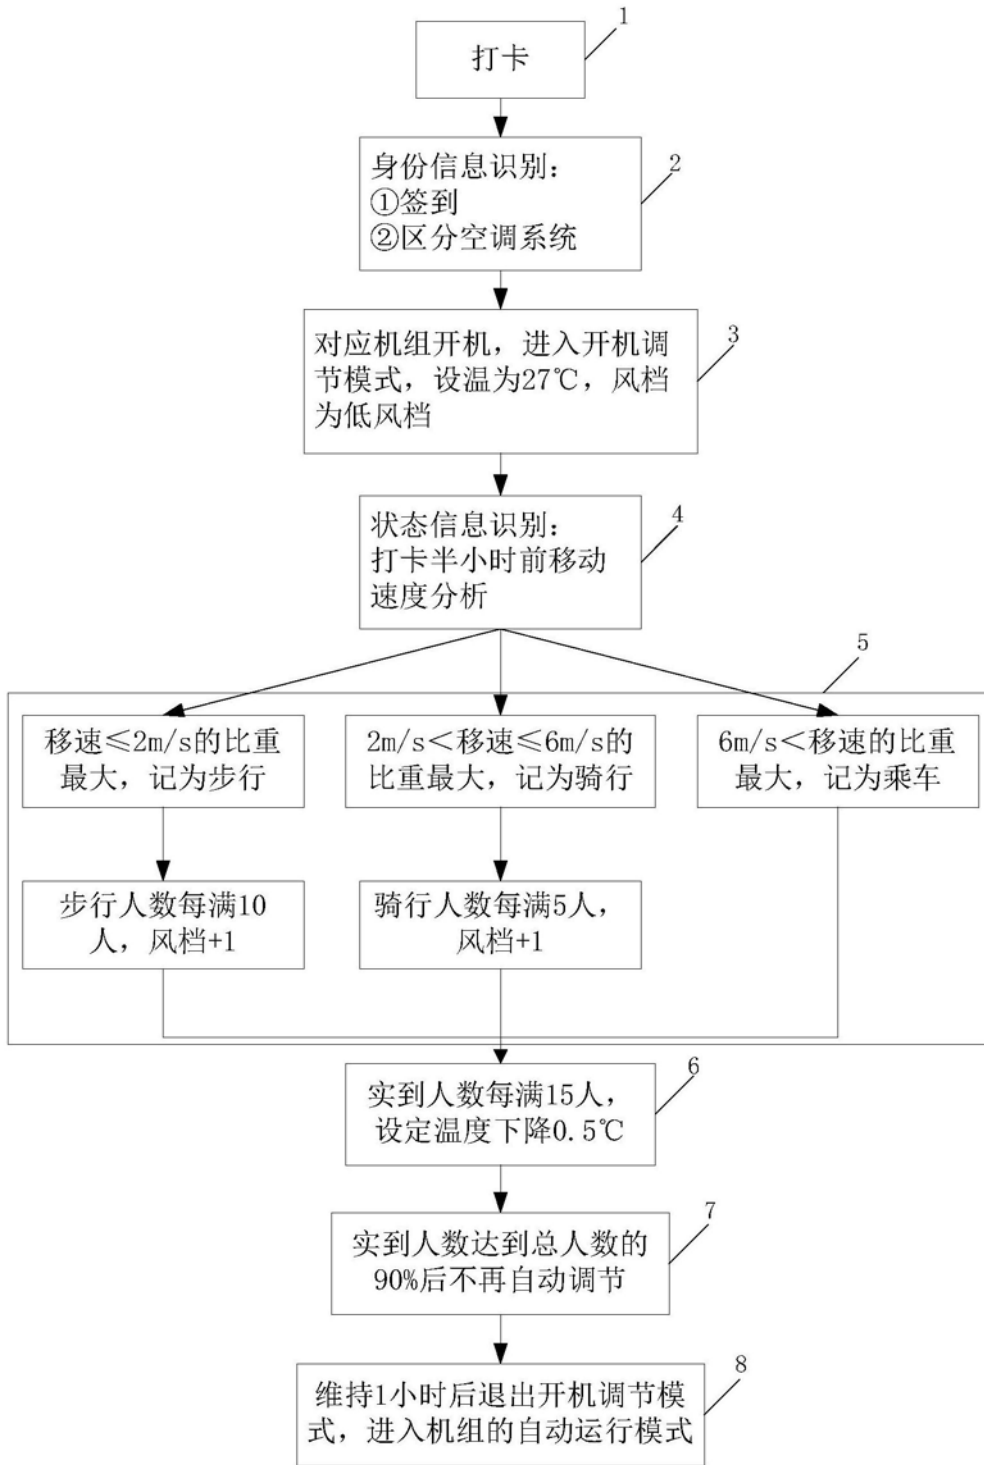 1
打卡
2
身份信息识别：
①签到
②区分空调系统
3
对应机组开机，进入开机调
节模式，设温为27℃，风档
为低风档
4
状态信息识别：
打卡半小时前移动
速度分析
5
移速≤2m/s的比重
最大，记为步行
2m/s＜移速≤6m/s的
比重最大，记为骑行
6m/s＜移速的比重
最大，记为乘车
步行人数每满10
人，风档+1
骑行人数每满5人，
风档+1
6
实到人数每满15人，
设定温度下降0.5℃
7
实到人数达到总人数的
90%后不再自动调节
8
维持1小时后退出开机调节模
式，进入机组的自动运行模式